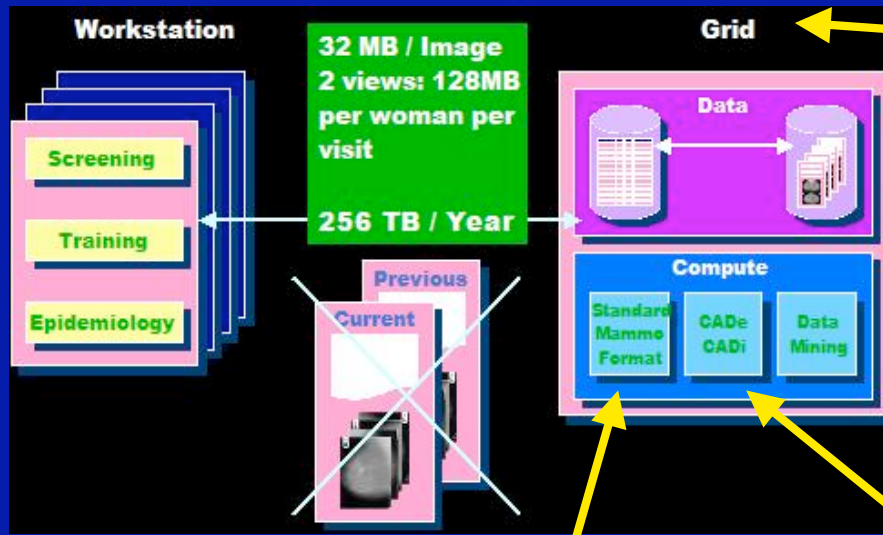 Workstation
Screening
Training
Epidemiology
32 MB / Image
2 views: 128MB
per woman per
visit
256 TB / Year
Previous
Current
Grid
Data
Compute
Standard
Mammo
Format
CADe
CADi
Data
Mining